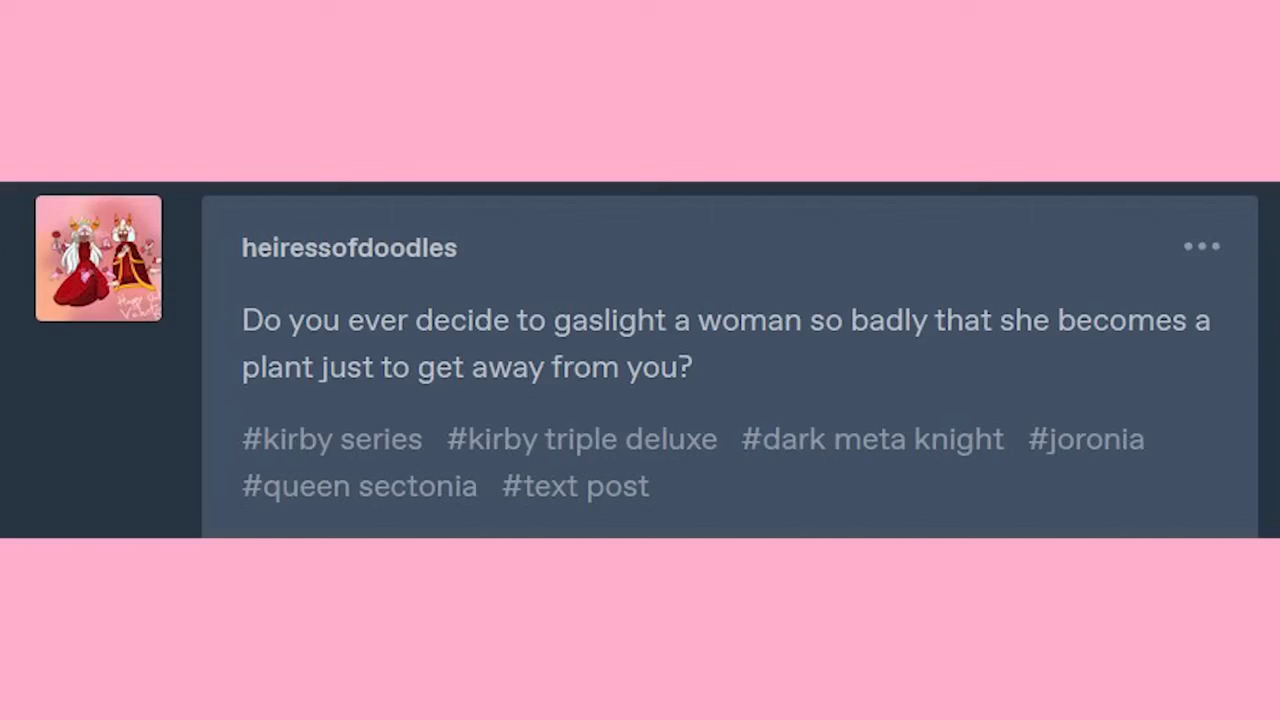 heiressofdoodles
Do you ever decide to gaslight a woman so badly that she becomes a
plant just to get away from you?
#kirby series #kirby triple deluxe #dark meta knight #joronia
#queen sectonia #text post